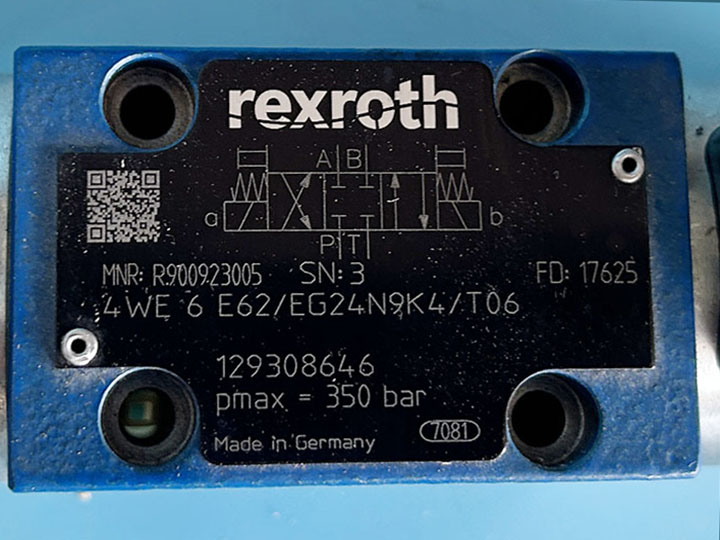 rexroth
A B
a b
P T
MNR: R900923005 SN: 3 FD: 17625
4WE 6 E62/EG24N9K4/T06
129308646
pmax = 350 bar
Made in Germany 7081